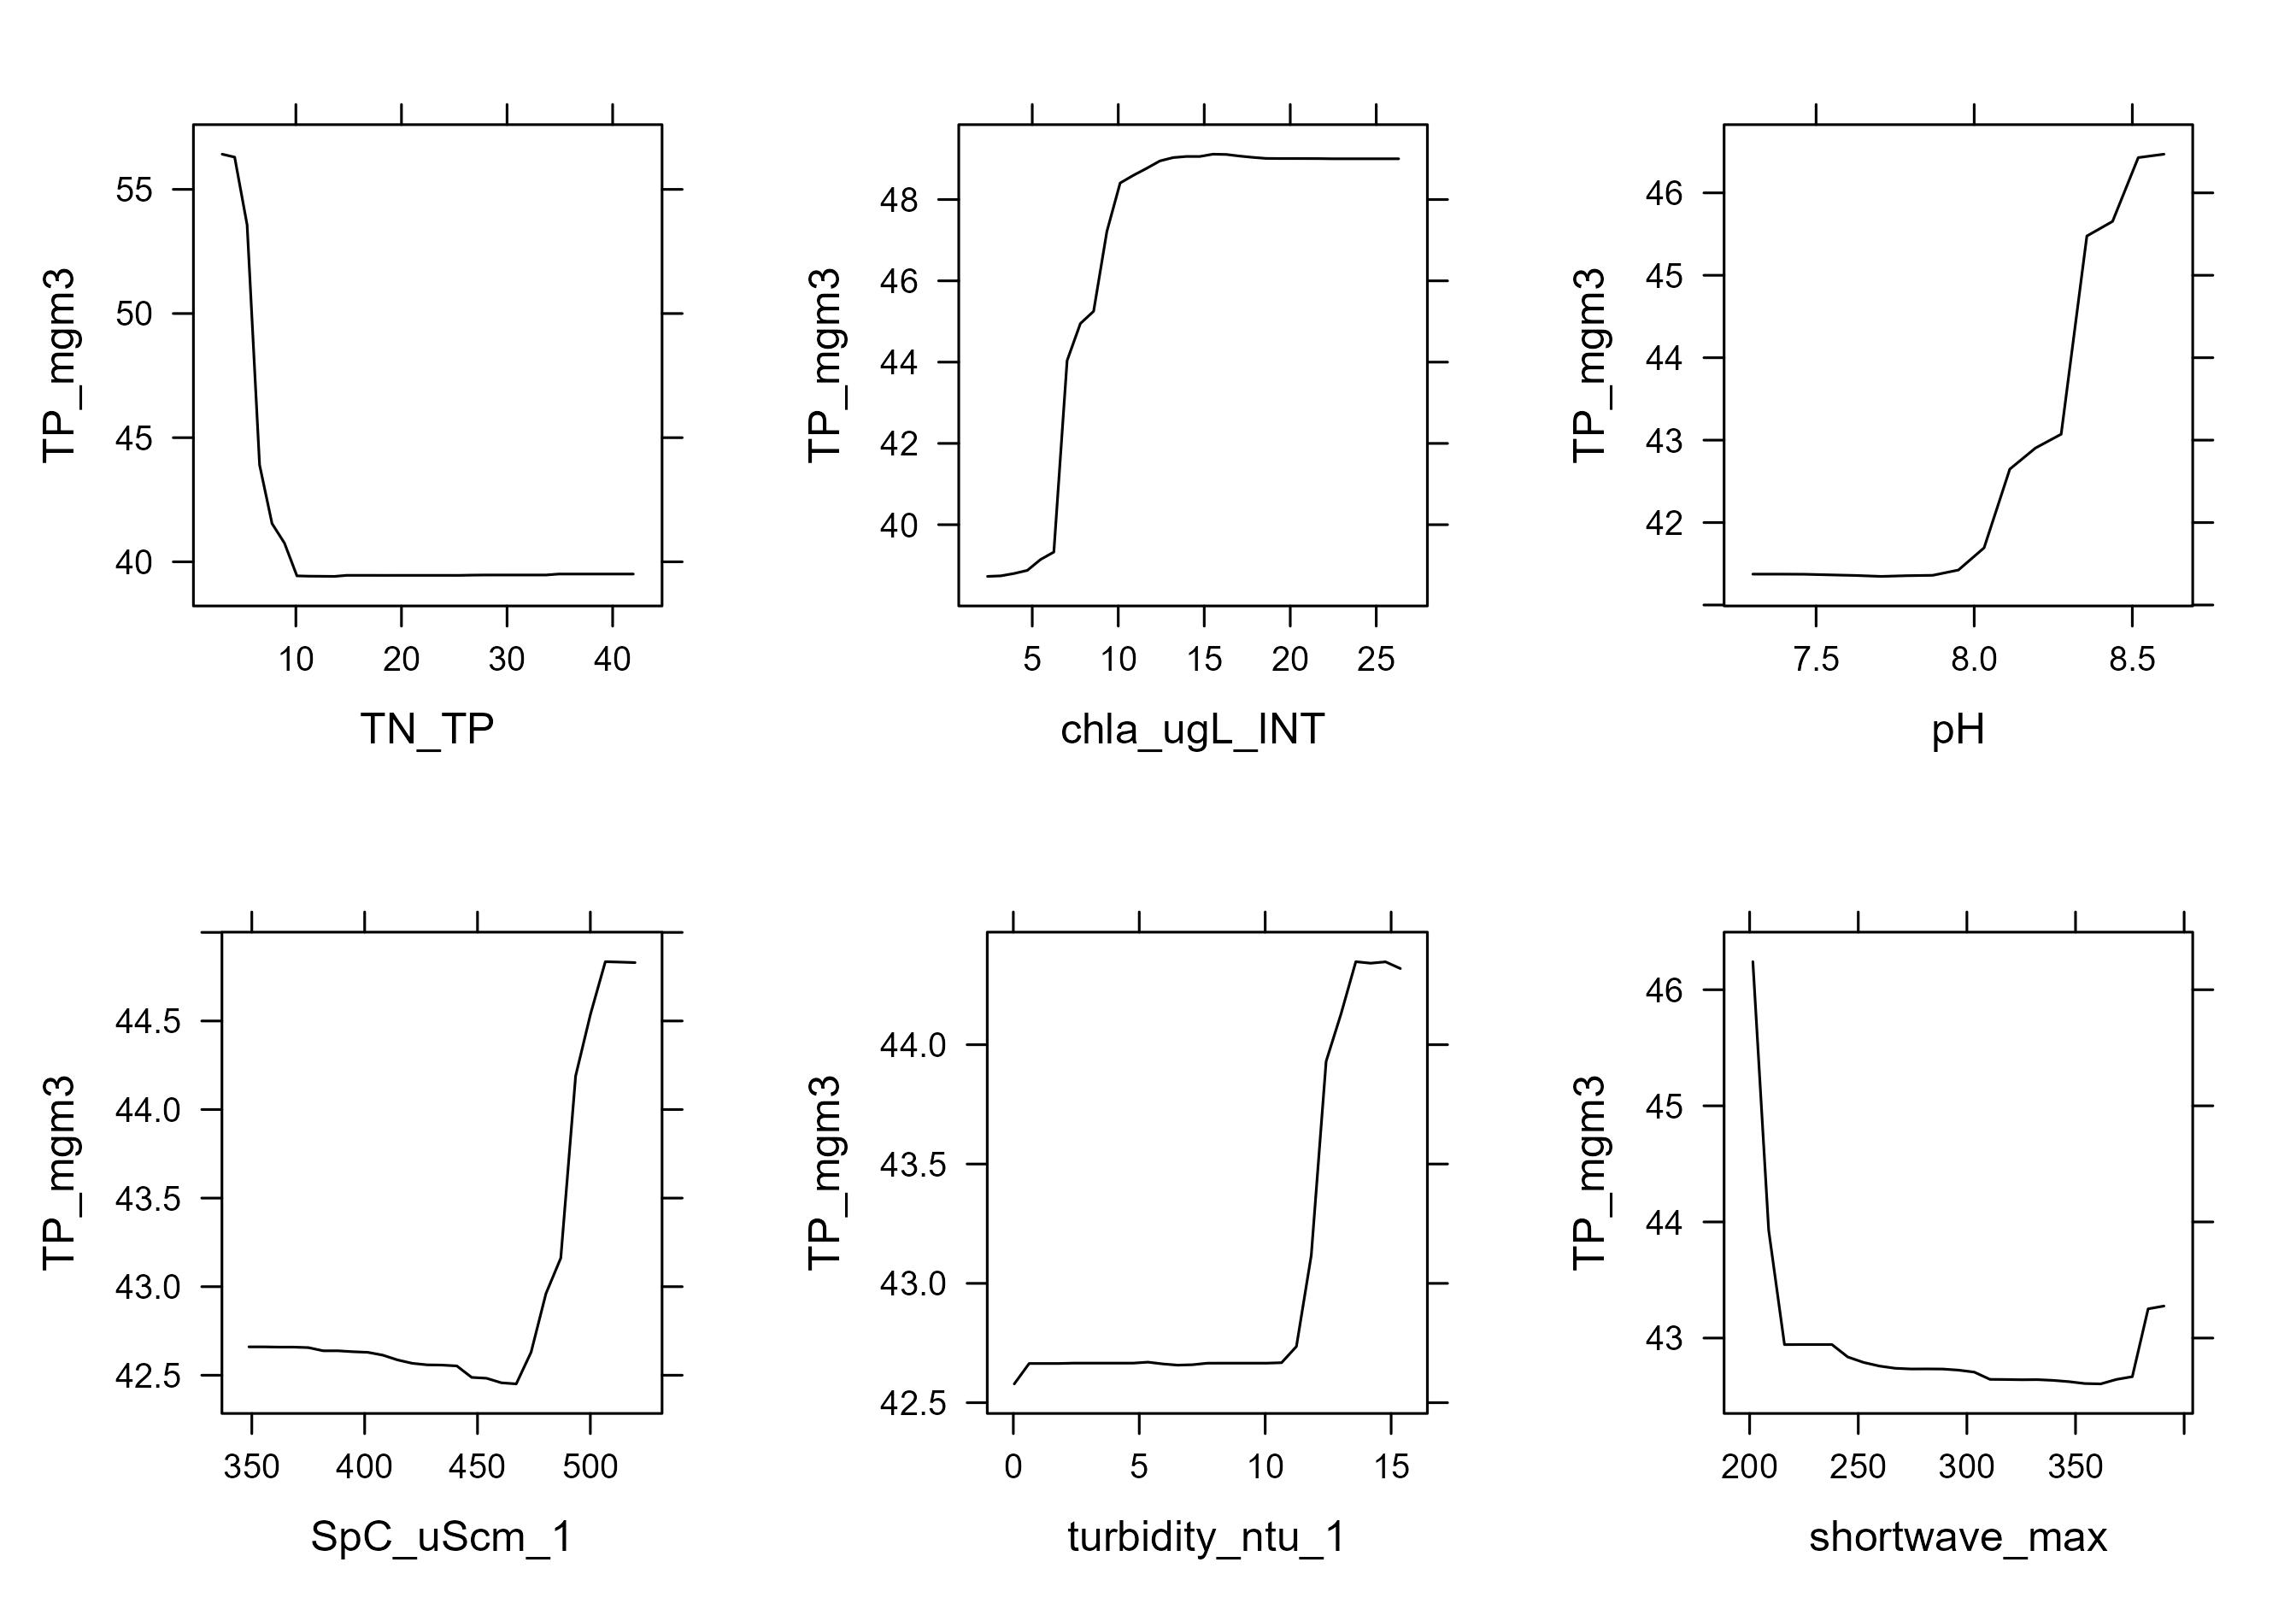 55
50
45
40
TP_mgm3
10 20 30 40
TN_TP
48
46
44
42
40
TP_mgm3
5 10 15 20 25
chla_ugL_INT
46
45
44
43
42
TP_mgm3
7.5 8.0 8.5
pH
44.5
44.0
43.5
43.0
42.5
TP_mgm3
350 400 450 500
SpC_uScm_1
44.0
43.5
43.0
42.5
TP_mgm3
0 5 10 15
turbidity_ntu_1
46
45
44
43
TP_mgm3
200 250 300 350
shortwave_max